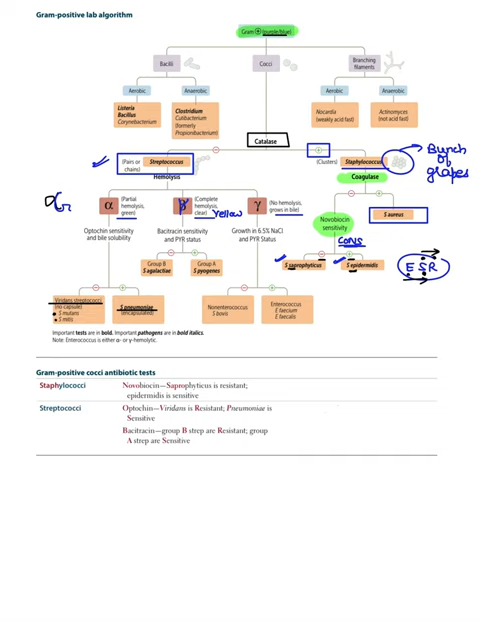 Gram-positive lab algorithm
Gram ⊕ (purple/blue)
Bacilli
Cocci
Branching
filaments
Aerobic
Anaerobic
Aerobic
Anaerobic
Listeria
Bacillus
Corynebacterium
Clostridium
Cutibacterium
(formerly
Propionibacterium)
Nocardia
(weakly acid fast)
Actinomyces
(not acid fast)
Catalase
(Pairs or
chains)
Streptococcus
(Clusters)
Staphylococcus
Bunch
of
grapes
Hemolysis
Coagulase
α
(Partial
hemolysis,
green)
β
(Complete
hemolysis,
clear)
Yellow
γ
(No hemolysis,
grows in bile)
Novobiocin
sensitivity
CONS
S aureus
Optochin sensitivity
and bile solubility
Bacitracin sensitivity
and PYR status
Growth in 6.5% NaCl
and PYR Status
Group B
S agalactiae
Group A
S pyogenes
S saprophyticus
S epidermidis
ESR
Viridans streptococci
(no capsule)
S mutans
S mitis
S pneumoniae
(encapsulated)
Nonenterococcus
S bovis
Enterococcus
E faecium
E faecalis
Important tests are in bold. Important pathogens are in bold italics.
Note: Enterococcus is either α- or γ-hemolytic.
Gram-positive cocci antibiotic tests
Staphylococci
Novobiocin—Saprophyticus is resistant;
epidermidis is sensitive
Streptococci
Optochin—Viridans is Resistant; Pneumoniae is
Sensitive
Bacitracin—group B strep are Resistant; group
A strep are Sensitive